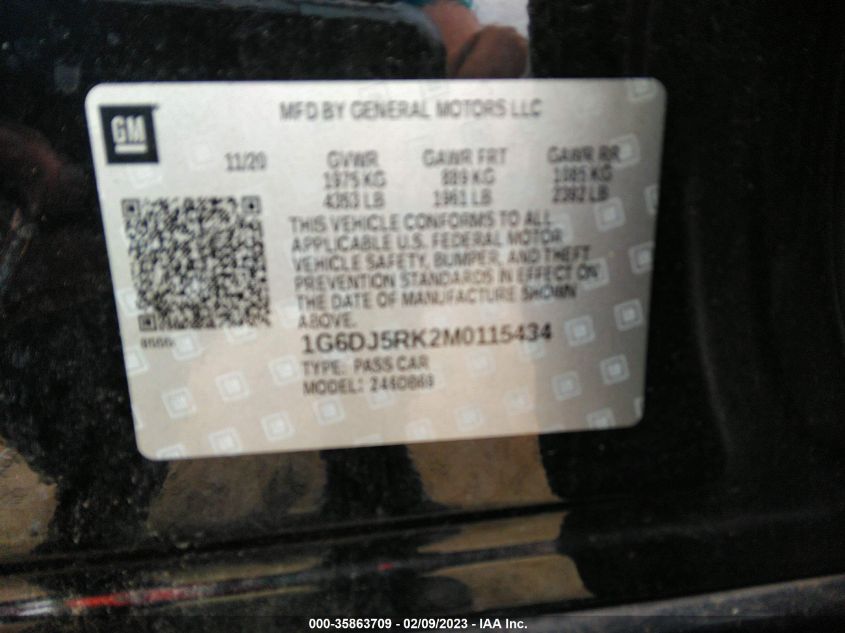 GM
MFD BY GENERAL MOTORS LLC
11/20 GVWR GAWR FRT GAWR RR
1975 KG 889 KG 1085 KG
4353 LB 1961 LB 2392 LB
THIS VEHICLE CONFORMS TO ALL
APPLICABLE U.S. FEDERAL MOTOR
VEHICLE SAFETY, BUMPER, AND THEFT
PREVENTION STANDARDS IN EFFECT ON
THE DATE OF MANUFACTURE SHOWN
ABOVE.
1G6DJ5RK2M0115434
TYPE: PASS CAR
MODEL:
000-35863709 - 02/09/2023 - IAA Inc.